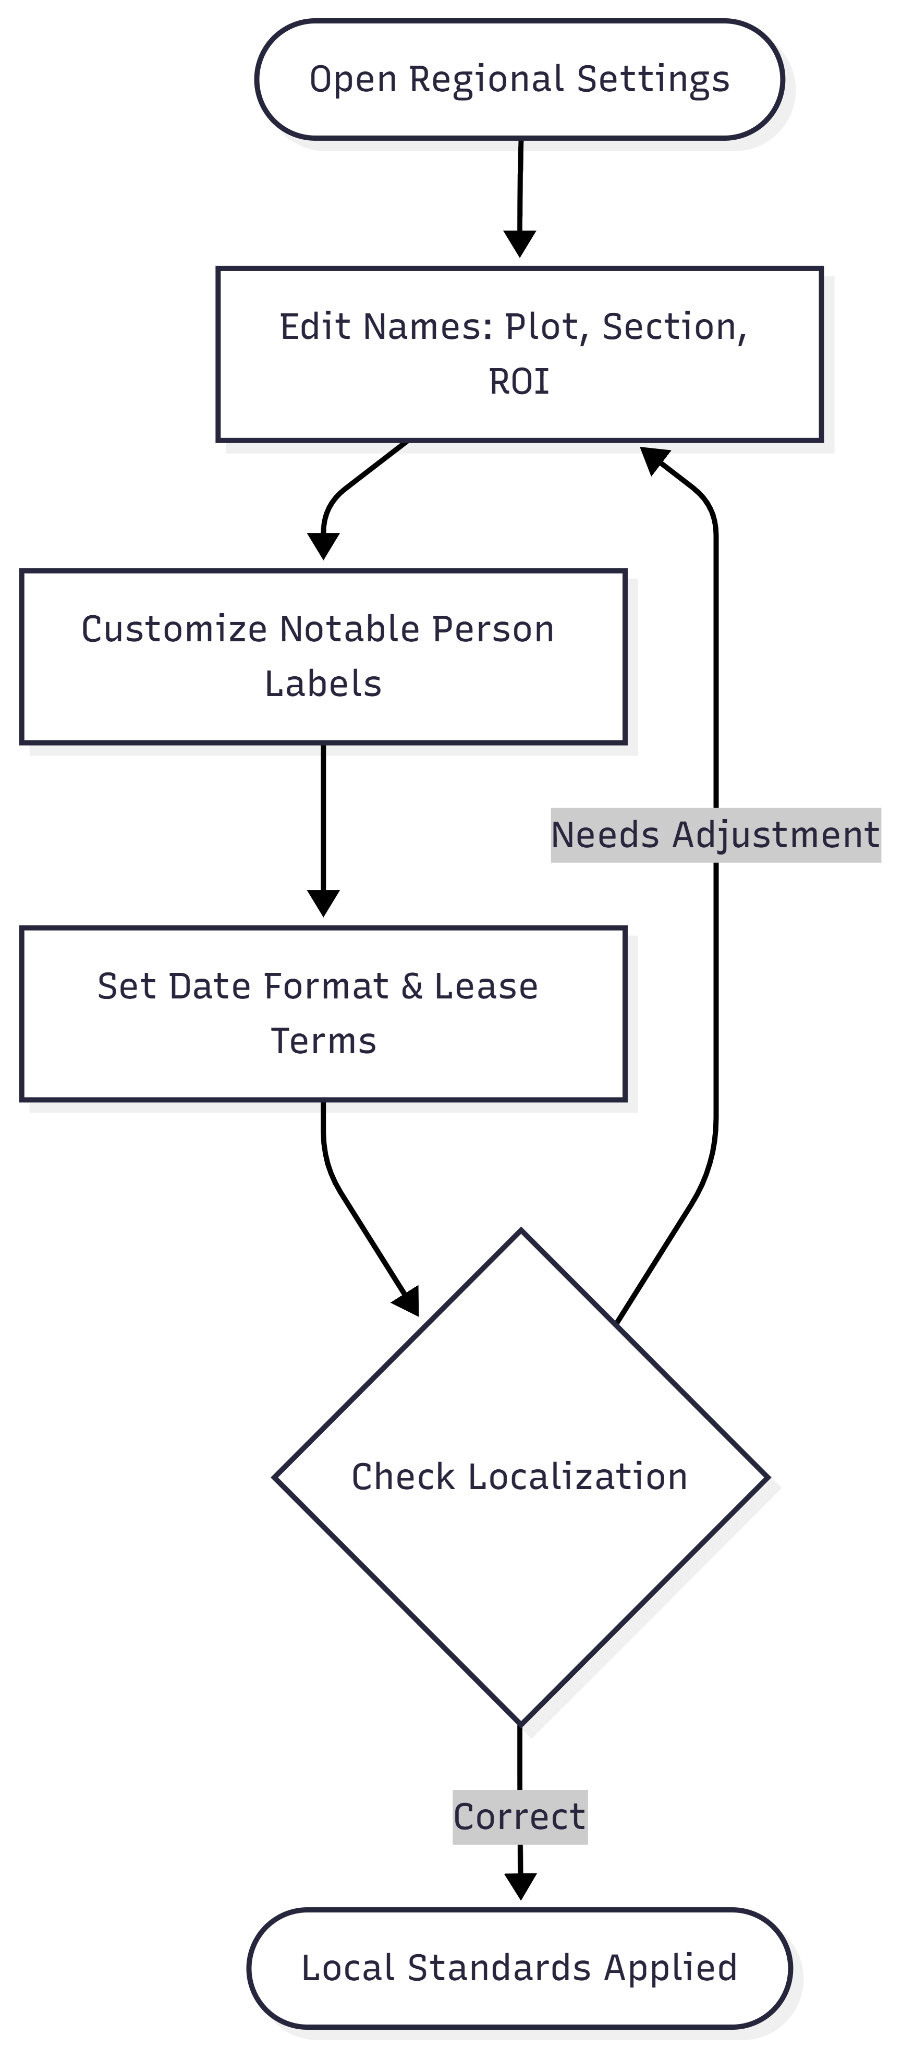 Open Regional Settings
Edit Names: Plot, Section,
ROI
Customize Notable Person
Labels
Needs Adjustment
Set Date Format & Lease
Terms
Check Localization
Correct
Local Standards Applied